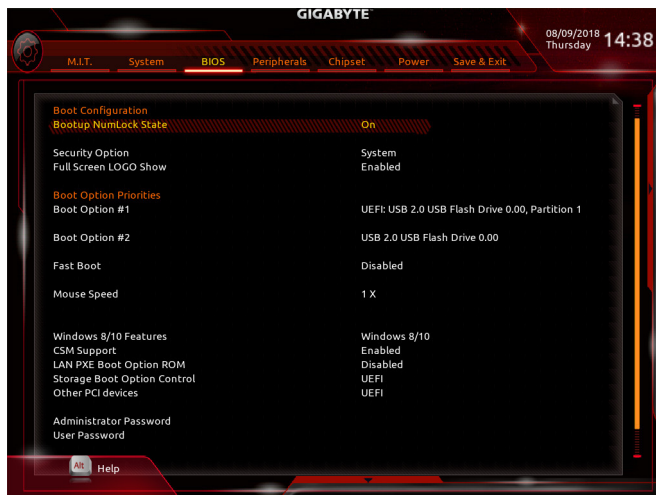 GIGABYTE™
08/09/2018
Thursday
14:38
M.I.T. System BIOS Peripherals Chipset Power Save & Exit
Boot Configuration
Bootup NumLock State On
Security Option System
Full Screen LOGO Show Enabled
Boot Option Priorities
Boot Option #1 UEFI: USB 2.0 USB Flash Drive 0.00, Partition 1
Boot Option #2 USB 2.0 USB Flash Drive 0.00
Fast Boot Disabled
Mouse Speed 1 X
Windows 8/10 Features Windows 8/10
CSM Support Enabled
LAN PXE Boot Option ROM Disabled
Storage Boot Option Control UEFI
Other PCI devices UEFI
Administrator Password
User Password
Alt Help